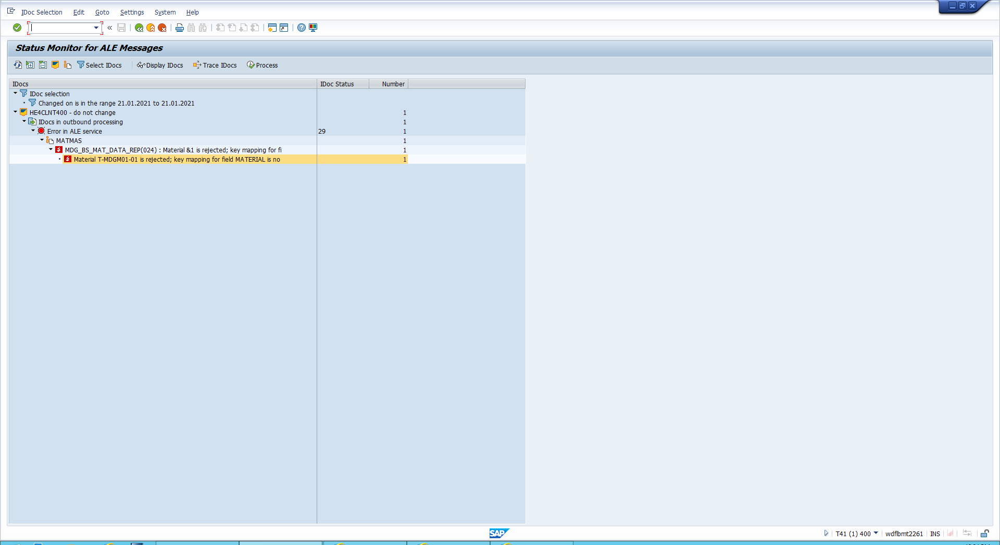 IDoc Selection Edit Goto Settings System Help
Status Monitor for ALE Messages
Select IDocs Display IDocs Trace IDocs Process
IDocs IDoc Status Number
IDoc selection
Changed on is in the range 21.01.2021 to 21.01.2021
HE4CLNT400 - do not change 1
IDocs in outbound processing 1
Error in ALE service 29 1
MATMAS 1
MDG_BS_MAT_DATA_REP(024) : Material &1 is rejected; key mapping for fi 1
Material T-MDGM01-01 is rejected; key mapping for field MATERIAL is no 1
SAP T41 (1) 400 wdflbmt2261 INS